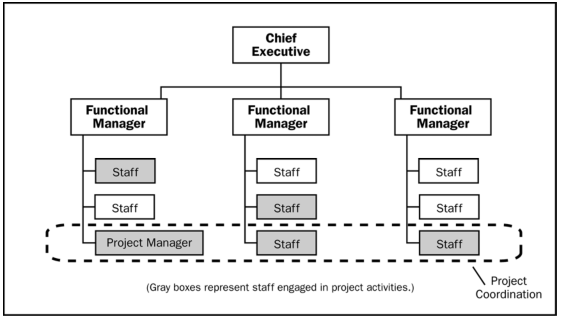 Chief
Executive
Functional
Manager
Functional
Manager
Functional
Manager
Staff
Staff
Staff
Staff
Staff
Staff
Project Manager
Staff
Staff
(Gray boxes represent staff engaged in project activities.)
Project
Coordination